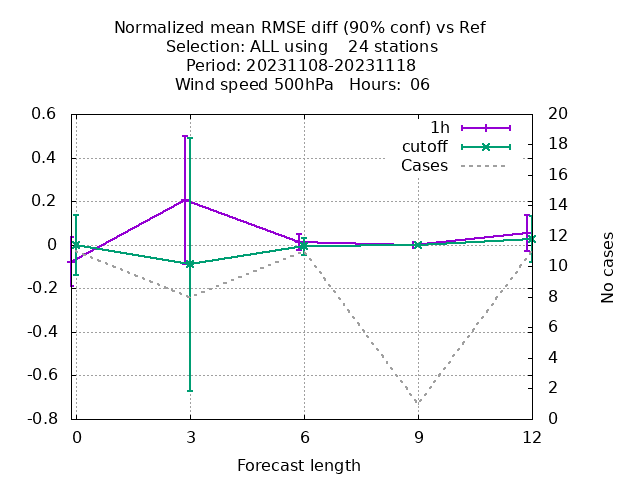 Normalized mean RMSE diff (90% conf) vs Ref
Selection: ALL using    24 stations
Period: 20231108-20231118
Wind speed 500hPa   Hours:  06
0.6
0.4
0.2
0
-0.2
-0.4
-0.6
-0.8
20
18
16
14
12
10
8
6
4
2
0
1h
cutoff
Cases
No cases
0 3 6 9 12
Forecast length